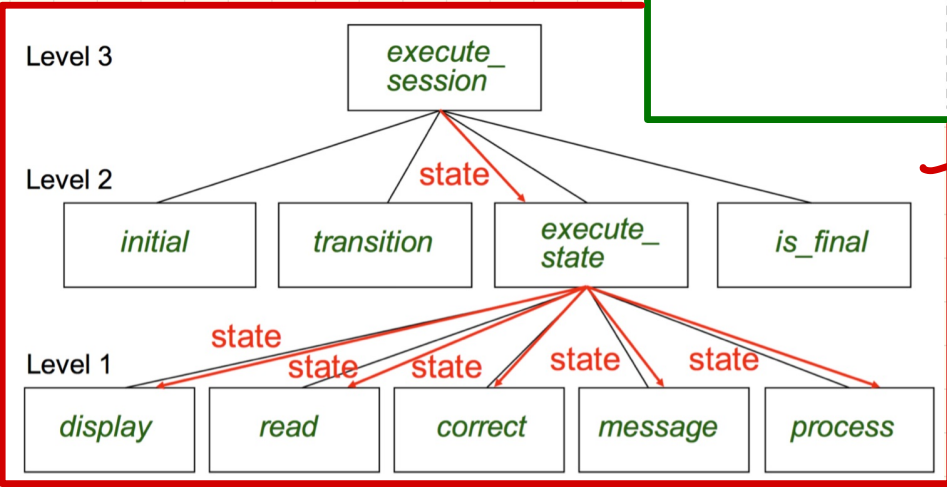 Level 3
execute_
session
state
Level 2
initial
transition
execute_
state
is_final
state
state
state
state
state
Level 1
display
read
correct
message
process